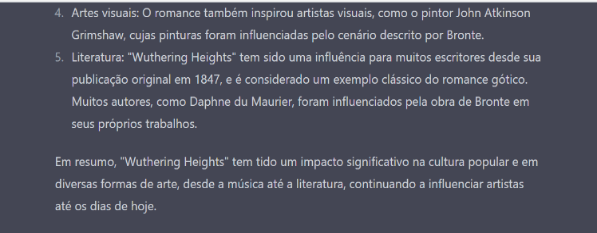 4. Artes visuais: O romance também inspirou artistas visuais, como o pintor John Atkinson
Grimshaw, cujas pinturas foram influenciadas pelo cenário descrito por Bronte.
5. Literatura: "Wuthering Heights" tem sido uma influência para muitos escritores desde sua
publicação original em 1847, e é considerado um exemplo clássico do romance gótico.
Muitos autores, como Daphne du Maurier, foram influenciados pela obra de Bronte em
seus próprios trabalhos.
Em resumo, "Wuthering Heights" tem tido um impacto significativo na cultura popular e em
diversas formas de arte, desde a música até a literatura, continuando a influenciar artistas
até os dias de hoje.